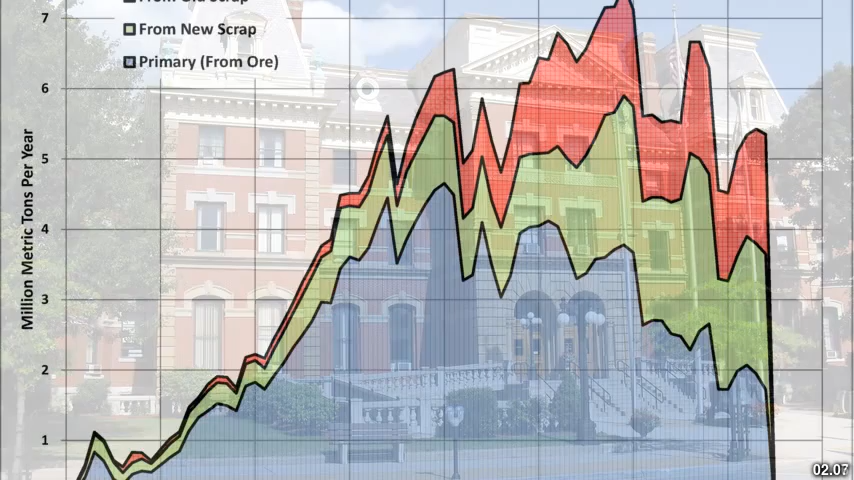 From Old Scrap
7
From New Scrap
Primary (From Ore)
6
5
4
3
2
1
Million Metric Tons Per Year
02.07